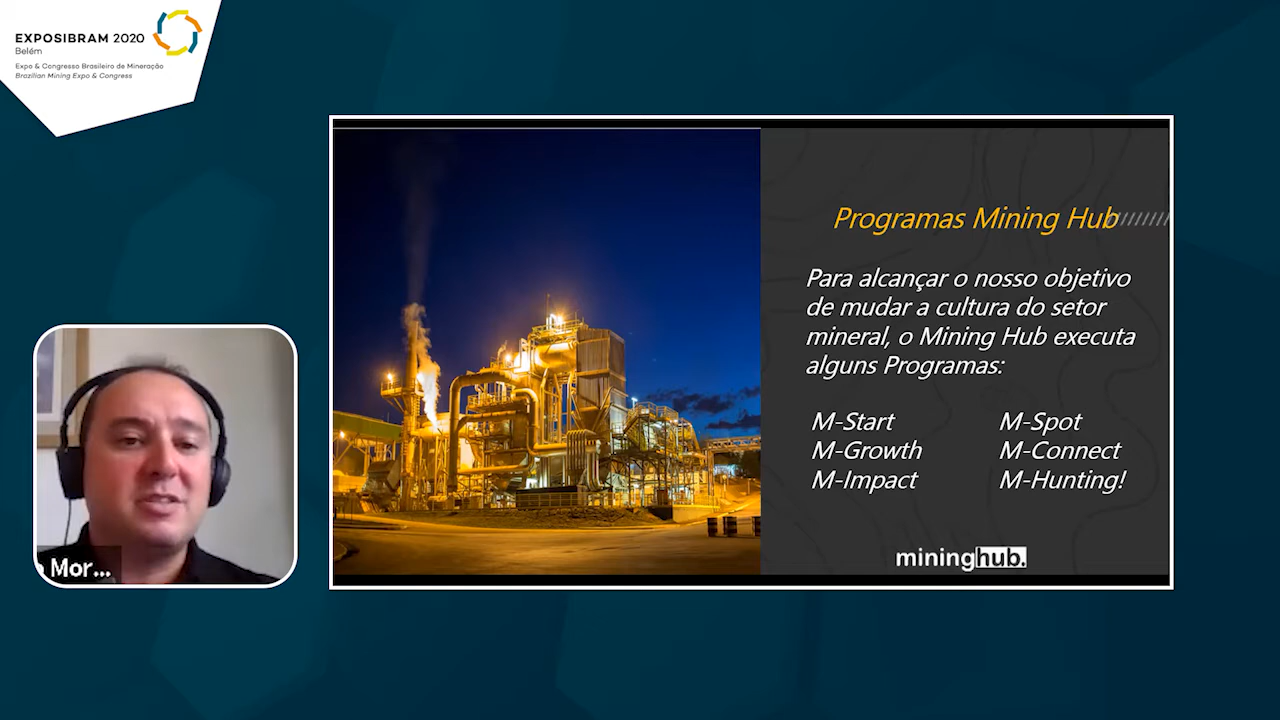 EXPOSIBRAM 2020
Belém
Expo & Congresso Brasileiro de Mineração
Brazilian Mining Expo & Congress
Programas Mining Hub
Para alcançar o nosso objetivo
de mudar a cultura do setor
mineral, o Mining Hub executa
alguns Programas:
M-Start M-Spot
M-Growth M-Connect
M-Impact M-Hunting!
mininghub.
Mor...